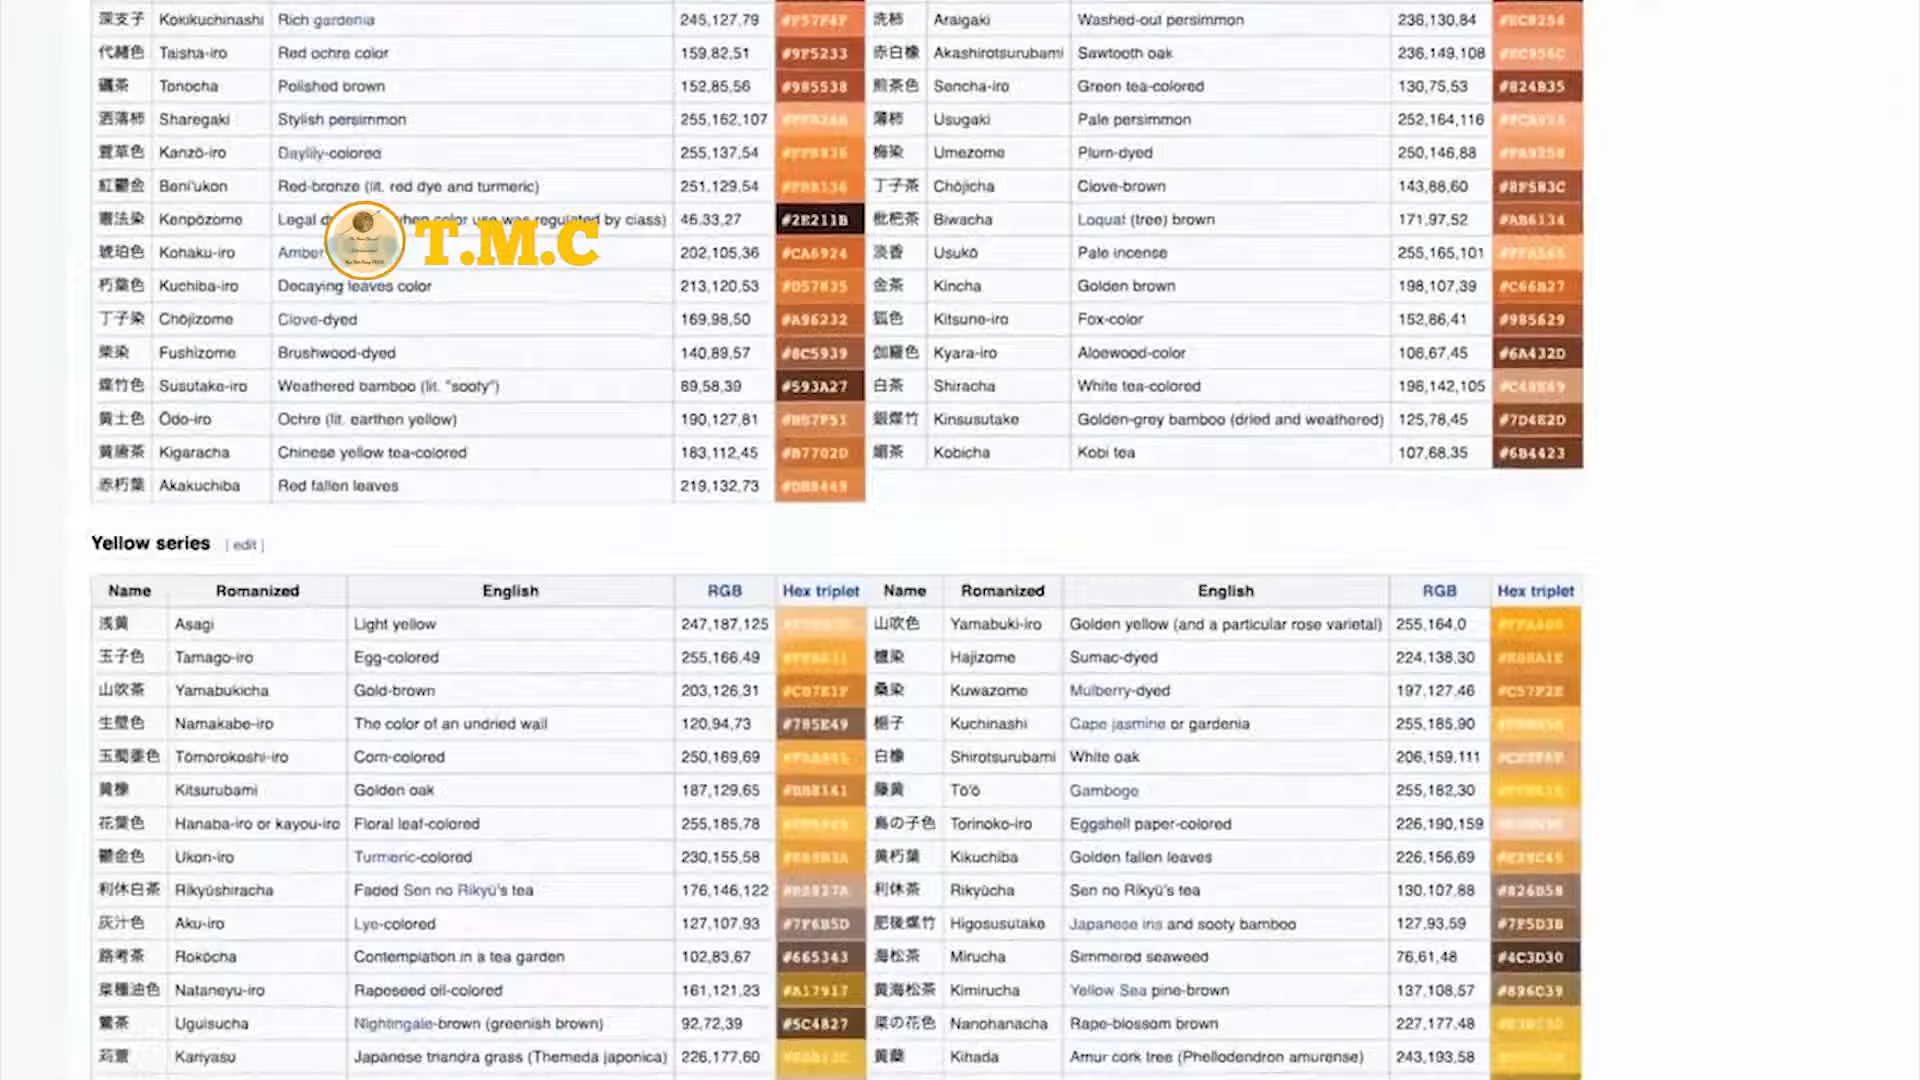 深支子 Kokikuchinashi Rich gardenia 245,127,79 #F57F4F 洗柿 Araigaki Washed-out persimmon 236,130,84 #EC8254
代赭色 Taisha-iro Red ochre color 159,82,51 #9F5233 赤白橡 Akashirotsurubami Sawtooth oak 236,149,108 #EC956C
礪茶 Tonocha Polished brown 152,85,56 #985538 煎茶色 Sencha-iro Green tea-colored 130,75,53 #824B35
洒落柿 Sharegaki Stylish persimmon 255,162,107 #FFA26B 薄柿 Usugaki Pale persimmon 252,164,116 #FCA474
萱草色 Kanzō-iro Daylily-colored 255,137,54 #FF8936 梅染 Umezome Plum-dyed 250,146,88 #FA9258
紅鬱金 Beni'ukon Red-bronze (lit. red dye and turmeric) 251,129,54 #FB8136 丁子茶 Chōjicha Clove-brown 143,88,60 #8F583C
憲法染 Kenpōzome Legal when color use was regulated by class) 46,33,27 #2E211B 枇杷茶 Biwacha Loquat (tree) brown 171,97,52 #AB6134
T.M.C
琥珀色 Kohaku-iro Amber 202,105,36 #CA6924 淡香 Usukō Pale incense 255,165,101 #FFA565
朽葉色 Kuchiba-iro Decaying leaves color 213,120,53 #D57835 金茶 Kincha Golden brown 198,107,39 #C66B27
丁子染 Chōjizome Clove-dyed 169,98,50 #A96232 狐色 Kitsune-iro Fox-color 152,86,41 #985629
柴染 Fushizome Brushwood-dyed 140,89,57 #8C5939 伽羅色 Kyara-iro Aloewood-color 106,67,45 #6A432D
煤竹色 Susutake-iro Weathered bamboo (lit. "sooty") 89,58,39 #593A27 白茶 Shiracha White tea-colored 196,142,105 #C48E69
黄土色 Ōdo-iro Ochre (lit. earthen yellow) 190,127,81 銀煤竹 Kinsusutake Golden-grey bamboo (dried and weathered) 125,78,45 #7D4E2D
黄唐茶 Kigaracha Chinese yellow tea-colored 183,112,45 #B7702D 媚茶 Kobicha Kobi tea 107,68,35 #6B4423
赤朽葉 Akakuchiba Red fallen leaves 219,132,73 #DB8449
Yellow series [ edit ]
Name Romanized English RGB Hex triplet Name Romanized English RGB Hex triplet
浅黄 Asagi Light yellow 247,187,125 山吹色 Yamabuki-iro Golden yellow (and a particular rose varietal) 255,164,0 #FFA400
玉子色 Tamago-iro Egg-colored 255,166,49 #FFA631 櫨染 Hajizome Sumac-dyed 224,138,30 #E08A1E
山吹茶 Yamabukicha Gold-brown 203,126,31 #CB7E1F 桑染 Kuwazome Mulberry-dyed 197,127,46 #C57F2E
生壁色 Namakabe-iro The color of an undried wall 120,94,73 #785E49 梔子 Kuchinashi Cape jasmine or gardenia 255,185,90
玉蜀黍色 Tōmorokoshi-iro Corn-colored 250,169,69 #FAA945 白橡 Shirotsurubami White oak 206,159,111 #CE9F6F
黄橡 Kitsurubami Golden oak 187,129,65 #BB8141 藤黄 Tō'ō Gamboge 255,182,30 #FFB61E
花葉色 Hanaba-iro or kayou-iro Floral leaf-colored 255,185,78 鳥の子色 Torinoko-iro Eggshell paper-colored 226,190,159
鬱金色 Ukon-iro Turmeric-colored 230,155,58 #E69B3A 黄朽葉 Kikuchiba Golden fallen leaves 226,156,69 #E29C45
利休白茶 Rikyūshiracha Faded Sen no Rikyū's tea 176,146,122 #B0927A 利休茶 Rikyūcha Sen no Rikyū's tea 130,107,88 #826B58
灰汁色 Aku-iro Lye-colored 127,107,93 #7F6B5D 肥後煤竹 Higosusutake Japanese iris and sooty bamboo 127,93,59 #7F5D3B
路考茶 Rokōcha Contemplation in a tea garden 102,83,67 #665343 海松茶 Mirucha Simmered seaweed 76,61,48 #4C3D30
菜種油色 Nataneyu-iro Rapeseed oil-colored 161,121,23 #A17917 黄海松茶 Kimirucha Yellow Sea pine-brown 137,108,57 #896C39
鶯茶 Uguisucha Nightingale-brown (greenish brown) 92,72,39 #5C4827 菜の花色 Nanohanacha Rape-blossom brown 227,177,48
苅萱 Kariyasu Japanese triandra grass (Themeda japonica) 226,177,60 黄蘗 Kihada Amur cork tree (Phellodendron amurense) 243,193,58